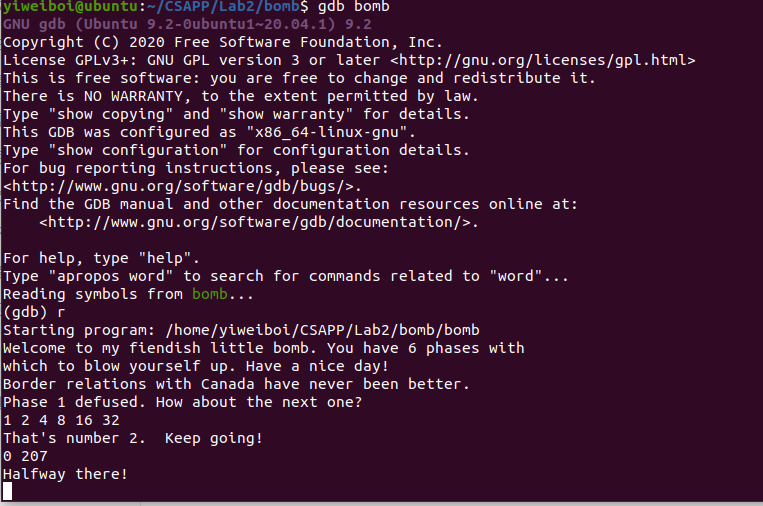 yiweiboi@ubuntu:~/CSAPP/Lab2/bomb$ gdb bomb
GNU gdb (Ubuntu 9.2-0ubuntu1~20.04.1) 9.2
Copyright (C) 2020 Free Software Foundation, Inc.
License GPLv3+: GNU GPL version 3 or later <http://gnu.org/licenses/gpl.html>
This is free software: you are free to change and redistribute it.
There is NO WARRANTY, to the extent permitted by law.
Type "show copying" and "show warranty" for details.
This GDB was configured as "x86_64-linux-gnu".
Type "show configuration" for configuration details.
For bug reporting instructions, please see:
<http://www.gnu.org/software/gdb/bugs/>.
Find the GDB manual and other documentation resources online at:
    <http://www.gnu.org/software/gdb/documentation/>.

For help, type "help".
Type "apropos word" to search for commands related to "word"...
Reading symbols from bomb...
(gdb) r
Starting program: /home/yiweiboi/CSAPP/Lab2/bomb/bomb
Welcome to my fiendish little bomb. You have 6 phases with
which to blow yourself up. Have a nice day!
Border relations with Canada have never been better.
Phase 1 defused. How about the next one?
1 2 4 8 16 32
That's number 2.  Keep going!
0 207
Halfway there!